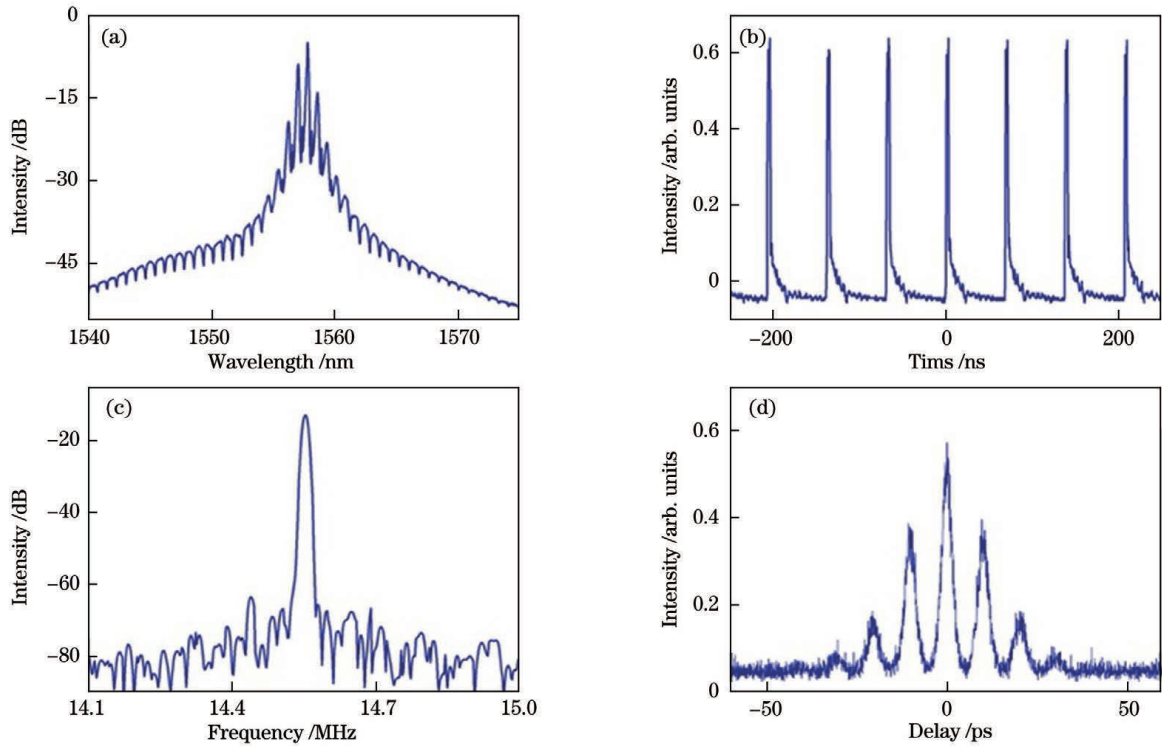 (a)
Intensity /dB
0
−15
−30
−45
1540
1550
1560
1570
Wavelength /nm
(b)
Intensity /arb. units
0.6
0.4
0.2
0
−200
0
200
Tims /ns
(c)
Intensity /dB
−20
−40
−60
−80
14.1
14.4
14.7
15.0
Frequency /MHz
(d)
Intensity /arb. units
0.6
0.4
0.2
0
−50
0
50
Delay /ps